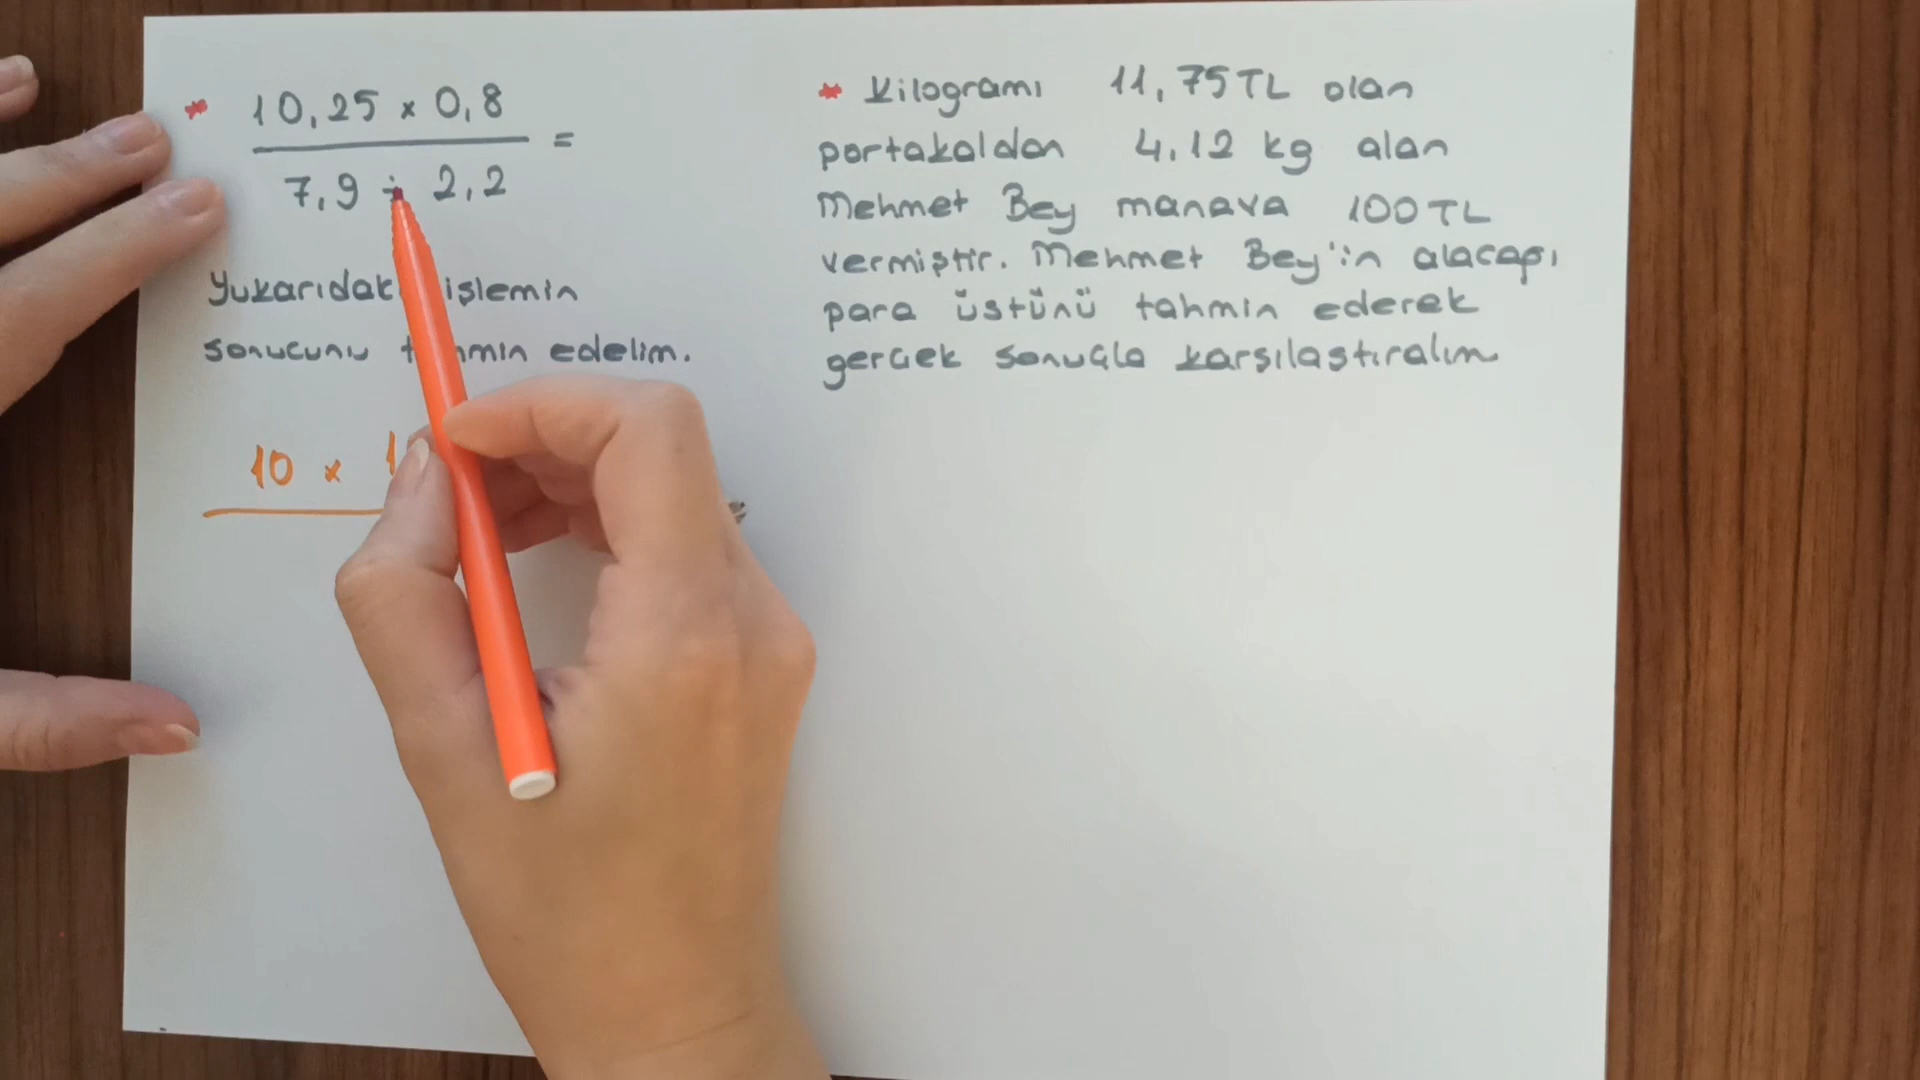 * 10,25 × 0,8
=
7,9 ÷ 2,2
Yukarıdak işlemin
sonucunu edelim.
10 ×
* Kilogramı 11,75TL olan
portakaldan 4,12 kg alan
Mehmet Bey manava 100TL
vermiştir. Mehmet Bey'in alacağı
para üstünü tahmin ederek
gerçek sonuçla karşılaştıralım